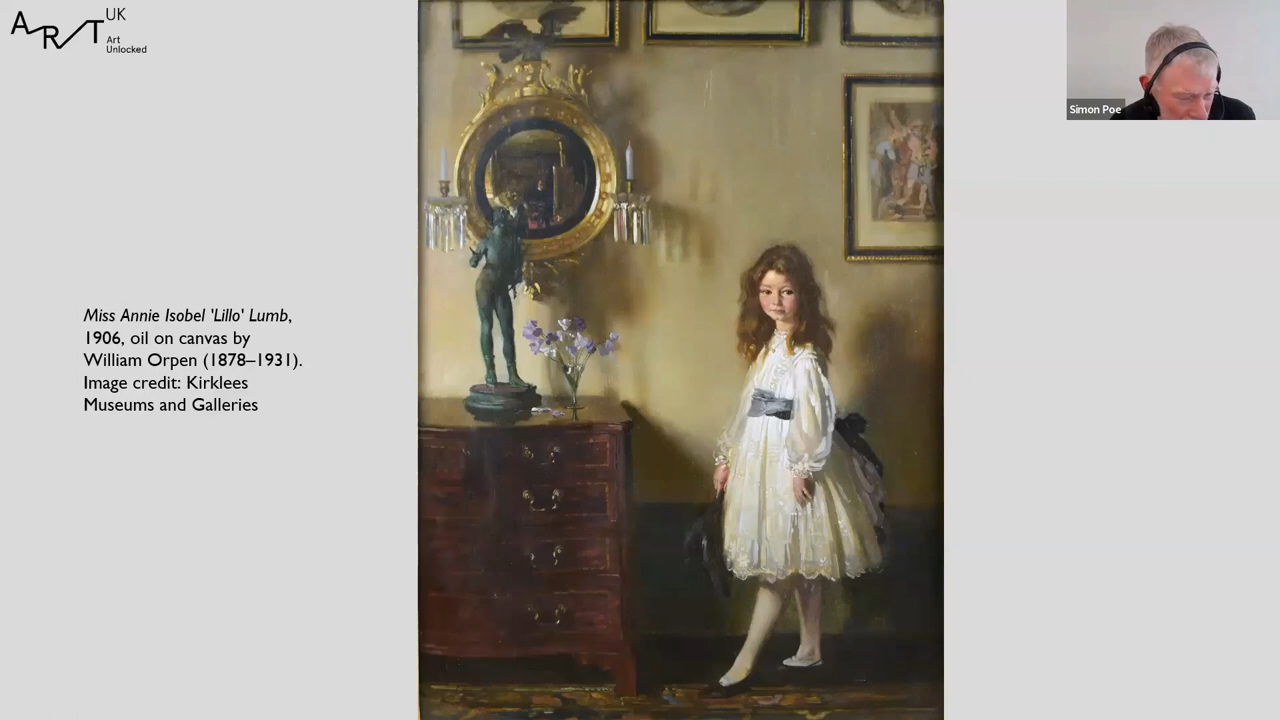 ART UK
Art
Unlocked
Simon Poe
Miss Annie Isobel 'Lillo' Lumb,
1906, oil on canvas by
William Orpen (1878–1931).
Image credit: Kirklees
Museums and Galleries